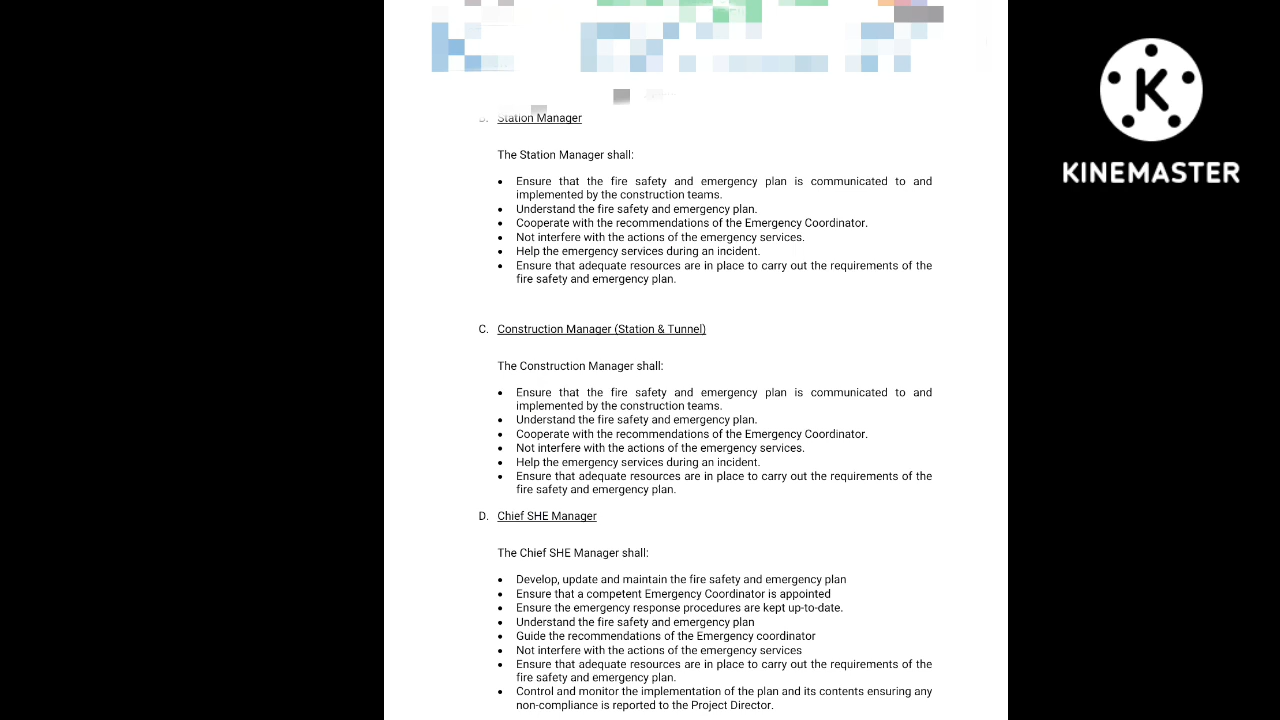 B. Station Manager
The Station Manager shall:
• Ensure that the fire safety and emergency plan is communicated to and
implemented by the construction teams.
• Understand the fire safety and emergency plan.
• Cooperate with the recommendations of the Emergency Coordinator.
• Not interfere with the actions of the emergency services.
• Help the emergency services during an incident.
• Ensure that adequate resources are in place to carry out the requirements of the
fire safety and emergency plan.
C. Construction Manager (Station & Tunnel)
The Construction Manager shall:
• Ensure that the fire safety and emergency plan is communicated to and
implemented by the construction teams.
• Understand the fire safety and emergency plan.
• Cooperate with the recommendations of the Emergency Coordinator.
• Not interfere with the actions of the emergency services.
• Help the emergency services during an incident.
• Ensure that adequate resources are in place to carry out the requirements of the
fire safety and emergency plan.
D. Chief SHE Manager
The Chief SHE Manager shall:
• Develop, update and maintain the fire safety and emergency plan
• Ensure that a competent Emergency Coordinator is appointed
• Ensure the emergency response procedures are kept up-to-date.
• Understand the fire safety and emergency plan
• Guide the recommendations of the Emergency coordinator
• Not interfere with the actions of the emergency services
• Ensure that adequate resources are in place to carry out the requirements of the
fire safety and emergency plan.
• Control and monitor the implementation of the plan and its contents ensuring any
non-compliance is reported to the Project Director.
K
KINEMASTER